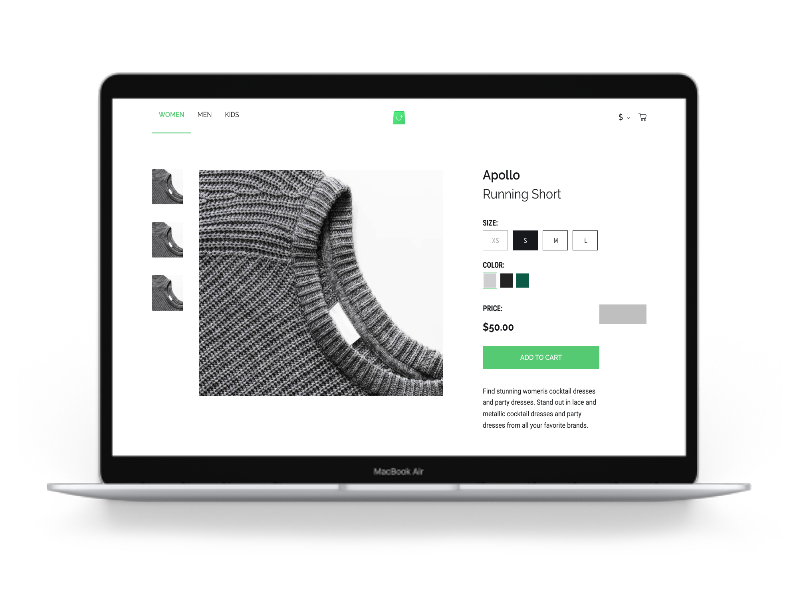 WOMEN MEN KIDS $
Apollo
Running Short
SIZE:
XS S M L
COLOR:
PRICE:
$50.00
ADD TO CART
Find stunning women's cocktail dresses
and party dresses. Stand out in lace and
metallic cocktail dresses and party
dresses from all your favorite brands.
MacBook Air